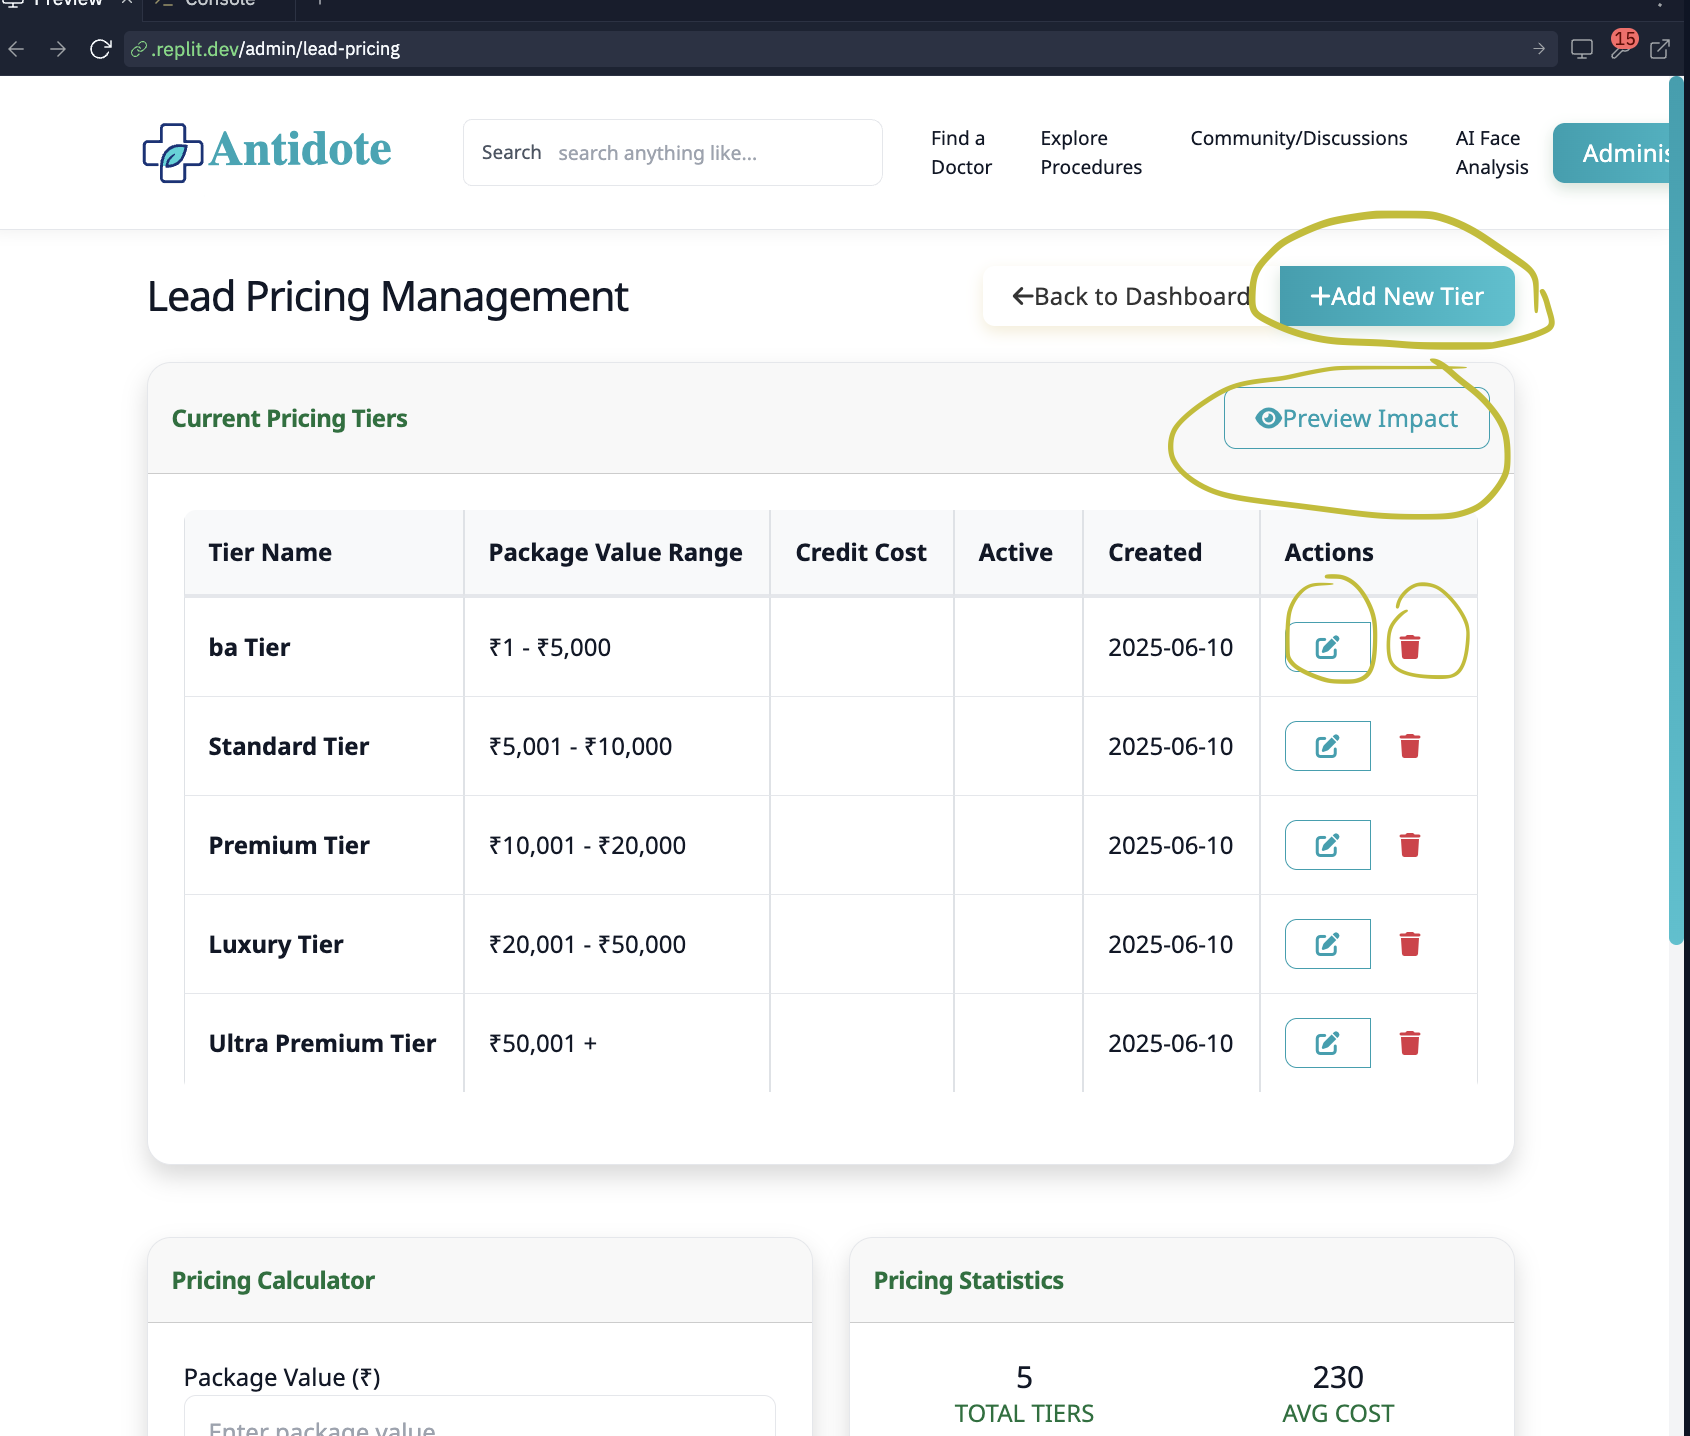 Preview
Console
.replit.dev/admin/lead-pricing
15
Antidote
Search search anything like...
Find a
Doctor
Explore
Procedures
Community/Discussions
AI Face
Analysis
Adminis
Lead Pricing Management
Back to Dashboard
+Add New Tier
Current Pricing Tiers
Preview Impact
Tier Name Package Value Range Credit Cost Active Created Actions
ba Tier ₹1 - ₹5,000 2025-06-10
Standard Tier ₹5,001 - ₹10,000 2025-06-10
Premium Tier ₹10,001 - ₹20,000 2025-06-10
Luxury Tier ₹20,001 - ₹50,000 2025-06-10
Ultra Premium Tier ₹50,001 + 2025-06-10
Pricing Calculator
Package Value (₹)
Enter package value
Pricing Statistics
5
TOTAL TIERS
230
AVG COST